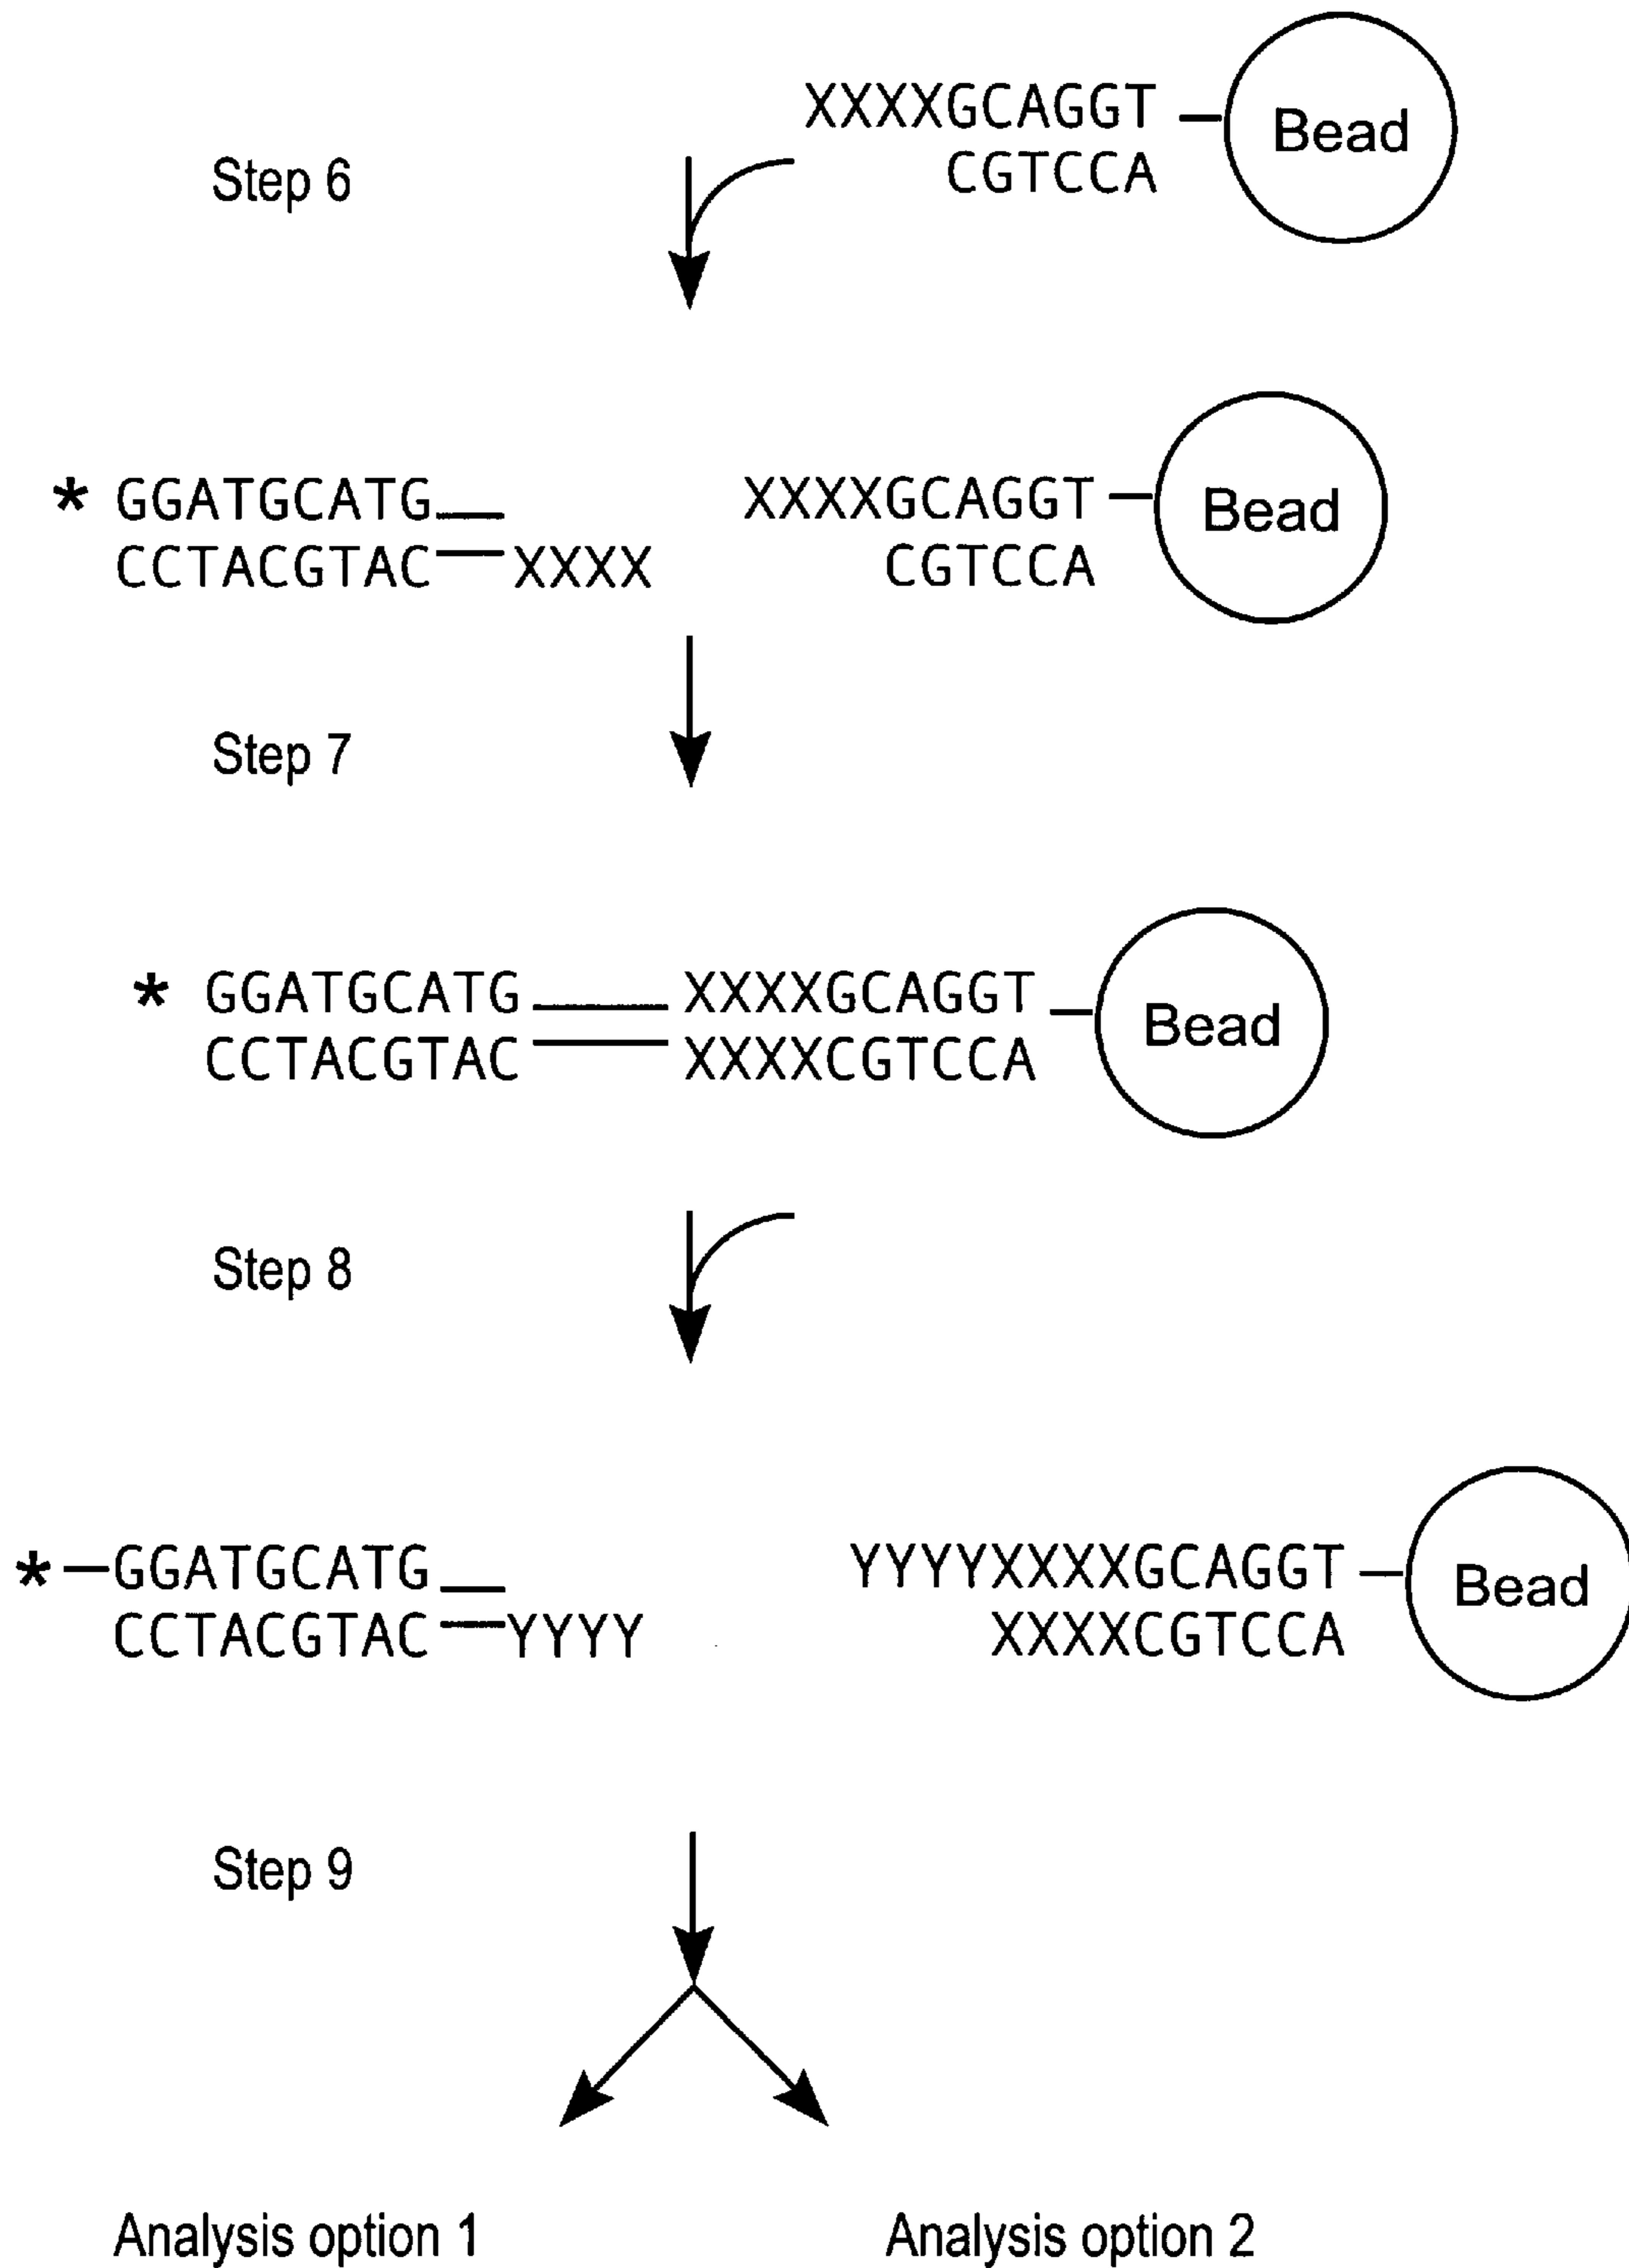 XXXXGCAGGT
Bead
CGTCCA
Step 6
* GGATGCATG XXXXGCAGGT
Bead
CCTACGTAC XXXX CGTCCA
Step 7
* GGATGCATG XXXXGCAGGT
Bead
CCTACGTAC XXXXCGTCCA
Step 8
* GGATGCATG YYYYXXXXGCAGGT
Bead
CCTACGTAC YYYY XXXXCGTCCA
Step 9
Analysis option 1 Analysis option 2